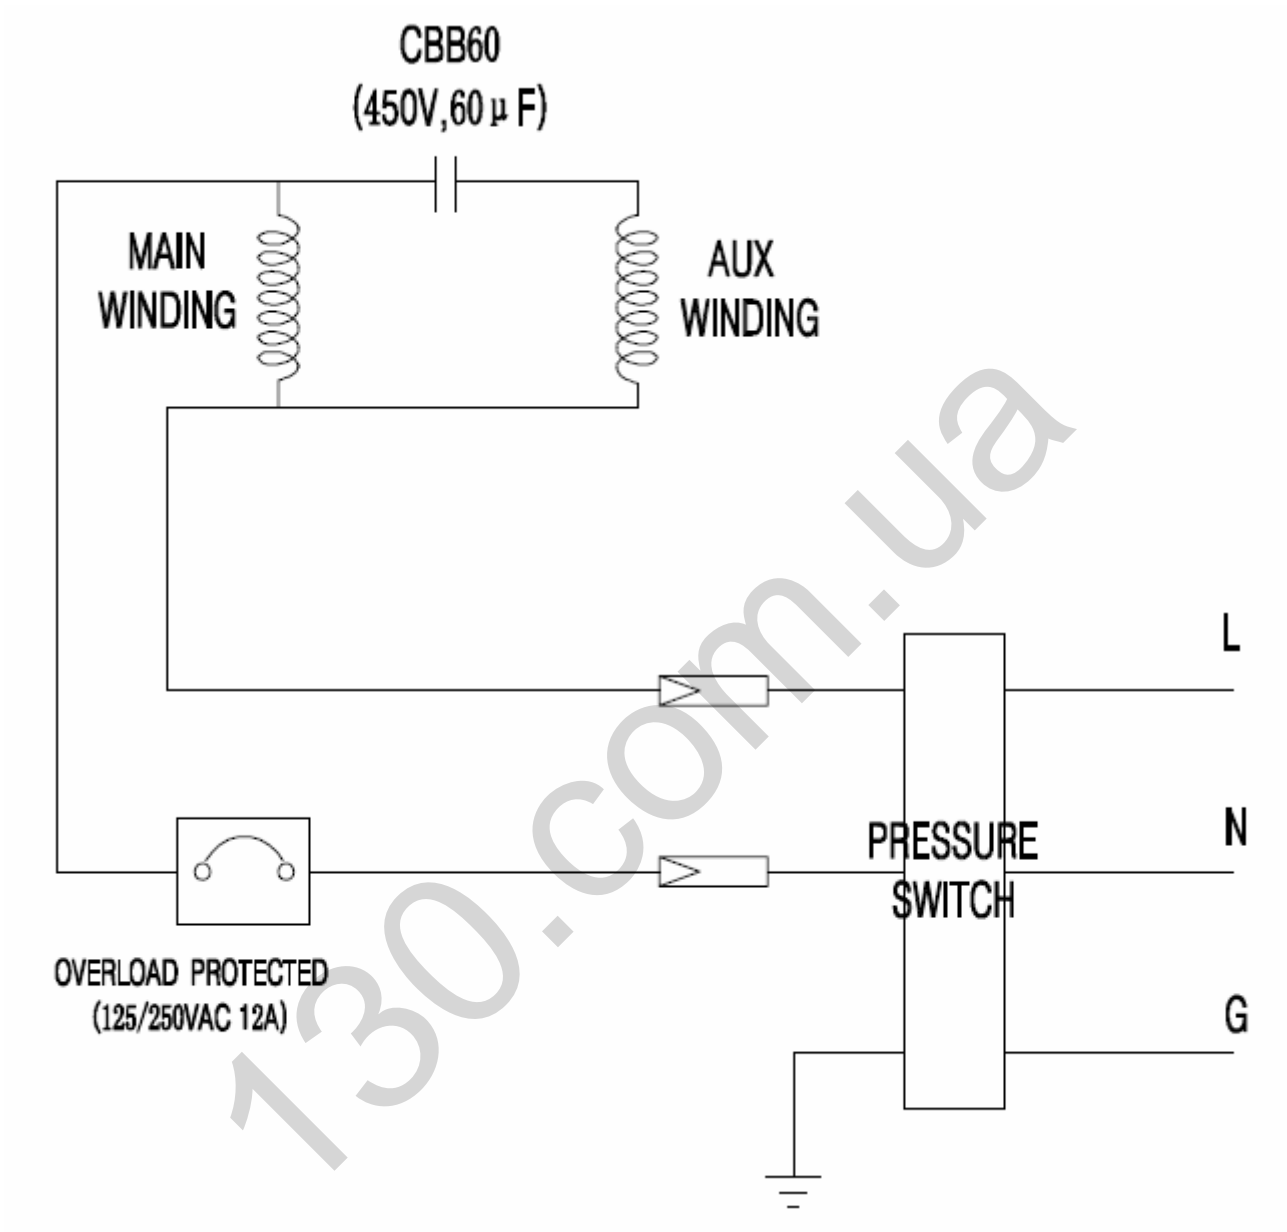 CBB60
(450V,60μF)
MAIN
WINDING
AUX
WINDING
L
N
PRESSURE
SWITCH
OVERLOAD PROTECTED
(125/250VAC 12A)
G
130.com.ua